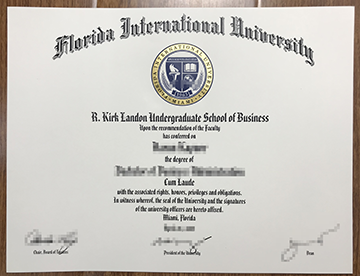 Florida International University
R. Kirk Landon Undergraduate School of Business
Upon the recommendation of the Faculty
has conferred on
the degree of
Cum Laude
with the associated rights, honors, privileges and obligations.
In witness whereof, the seal of the University and the signatures
of the university officers are hereto affixed.
Miami, Florida
Chair, Board of Trustees
President of the University
Dean